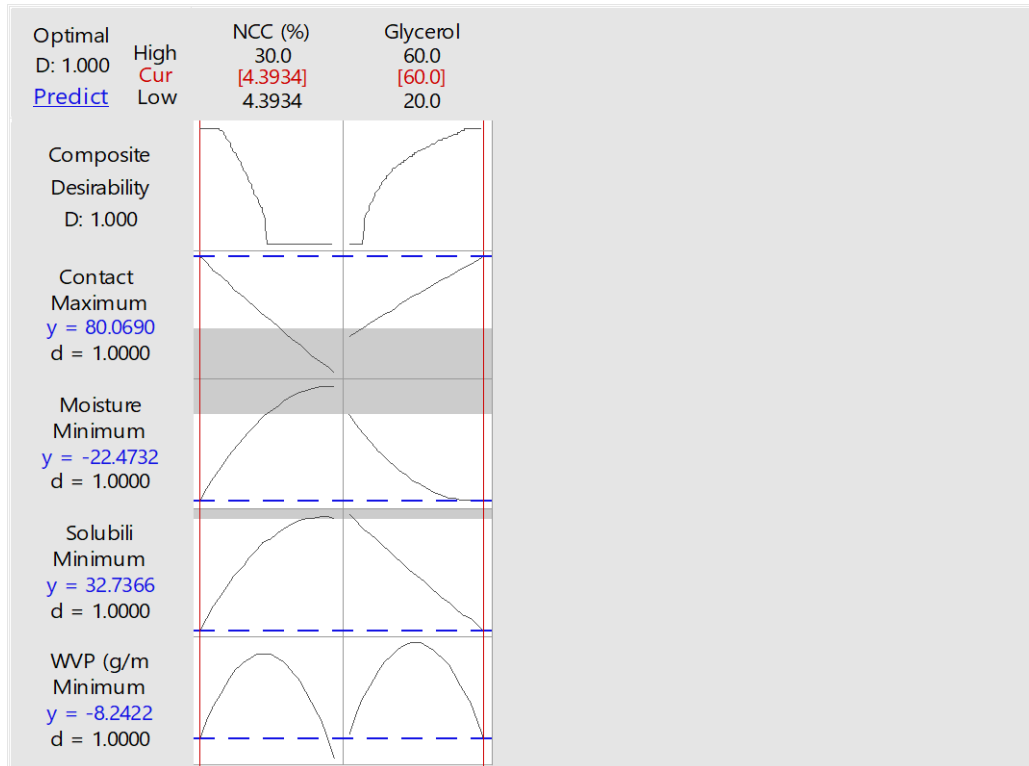 Optimal
D: 1.000
Predict
High
Cur
Low
NCC (%)
30.0
[4.3934]
4.3934
Glycerol
60.0
[60.0]
20.0
Composite
Desirability
D: 1.000
Contact
Maximum
y = 80.0690
d = 1.0000
Moisture
Minimum
y = -22.4732
d = 1.0000
Solubili
Minimum
y = 32.7366
d = 1.0000
WVP (g/m
Minimum
y = -8.2422
d = 1.0000